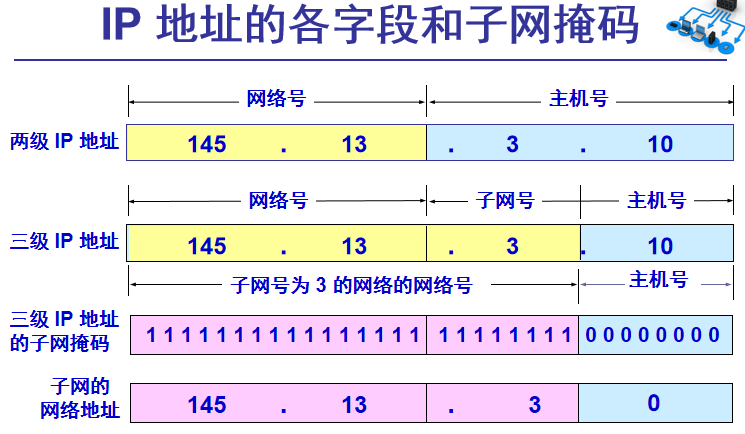 IP 地址的各字段和子网掩码
网络号 主机号
两级 IP 地址 145 . 13 . 3 . 10
网络号 子网号 主机号
三级 IP 地址 145 . 13 . 3 . 10
子网号为 3 的网络的网络号 主机号
三级 IP 地址
的子网掩码 1 1 1 1 1 1 1 1 1 1 1 1 1 1 1 1 1 1 1 1 1 1 1 1 0 0 0 0 0 0 0 0
子网的
网络地址 145 . 13 . 3 0